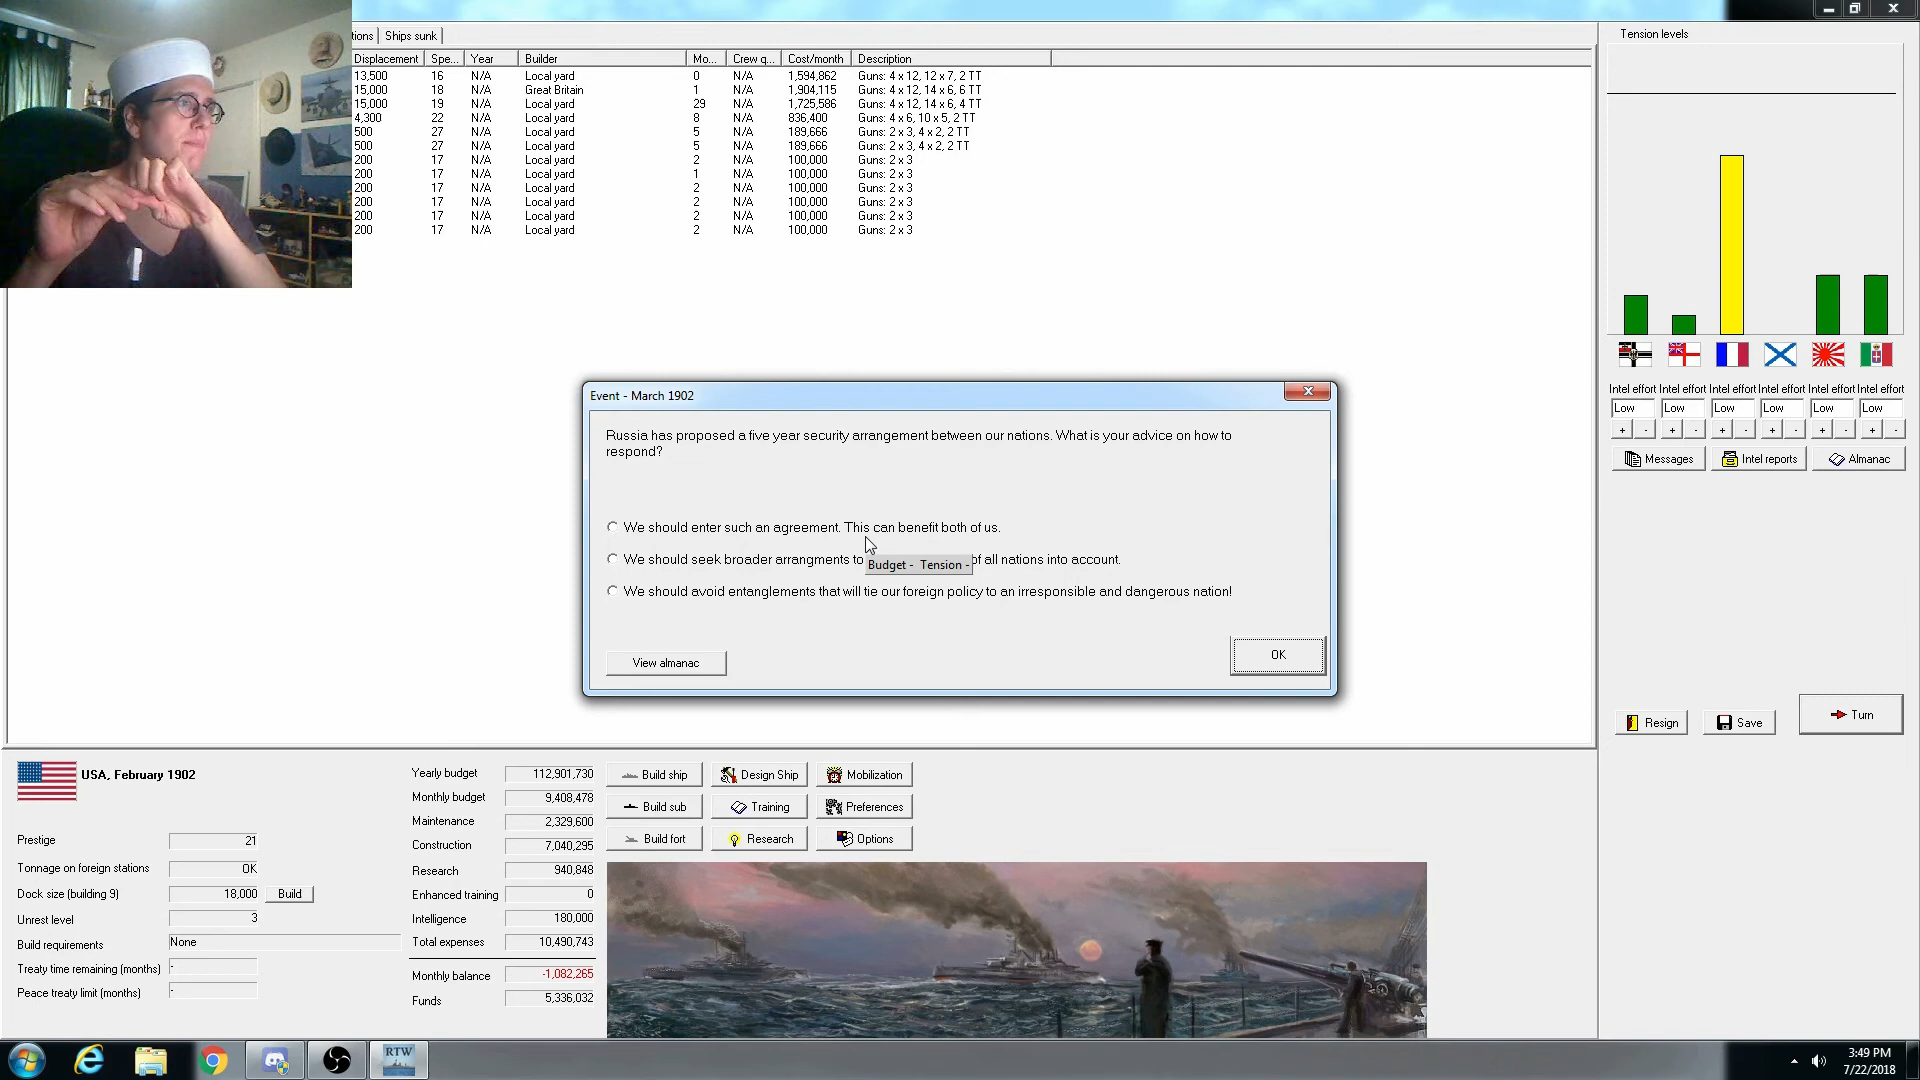 tions Ships sunk
Displacement Spe... Year Builder Mo... Crew q... Cost/month Description
13,500 16 N/A Local yard 0 N/A 1,594,862 Guns: 4 x 12, 12 x 7, 2 TT
15,000 18 N/A Great Britain 1 N/A 1,904,115 Guns: 4 x 12, 14 x 6, 6 TT
15,000 19 N/A Local yard 29 N/A 1,725,586 Guns: 4 x 12, 14 x 6, 4 TT
4,300 22 N/A Local yard 8 N/A 836,400 Guns: 4 x 6, 10 x 5, 2 TT
500 27 N/A Local yard 5 N/A 189,666 Guns: 2 x 3, 4 x 2, 2 TT
500 27 N/A Local yard 5 N/A 189,666 Guns: 2 x 3, 4 x 2, 2 TT
200 17 N/A Local yard 2 N/A 100,000 Guns: 2 x 3
200 17 N/A Local yard 1 N/A 100,000 Guns: 2 x 3
200 17 N/A Local yard 2 N/A 100,000 Guns: 2 x 3
200 17 N/A Local yard 2 N/A 100,000 Guns: 2 x 3
200 17 N/A Local yard 2 N/A 100,000 Guns: 2 x 3
200 17 N/A Local yard 2 N/A 100,000 Guns: 2 x 3
Tension levels
Intel effort Intel effort Intel effort Intel effort Intel effort Intel effort
Low Low Low Low Low Low
+ - + - + - + - + - + -
Messages Intel reports Almanac
Event - March 1902
Russia has proposed a five year security arrangement between our nations. What is your advice on how to
respond?
We should enter such an agreement. This can benefit both of us.
We should seek broader arrangments to of all nations into account.
Budget - Tension -
We should avoid entanglements that will tie our foreign policy to an irresponsible and dangerous nation!
View almanac OK
Resign Save Turn
USA, February 1902
Prestige 21
Tonnage on foreign stations OK
Dock size (building 9) 18,000 Build
Unrest level 3
Build requirements None
Treaty time remaining (months) -
Peace treaty limit (months) -
Yearly budget 112,901,730
Monthly budget 9,408,478
Maintenance 2,329,600
Construction 7,040,295
Research 940,848
Enhanced training 0
Intelligence 180,000
Total expenses 10,490,743
Monthly balance -1,082,265
Funds 5,336,032
Build ship Design Ship Mobilization
Build sub Training Preferences
Build fort Research Options
RTW
3:49 PM
7/22/2018